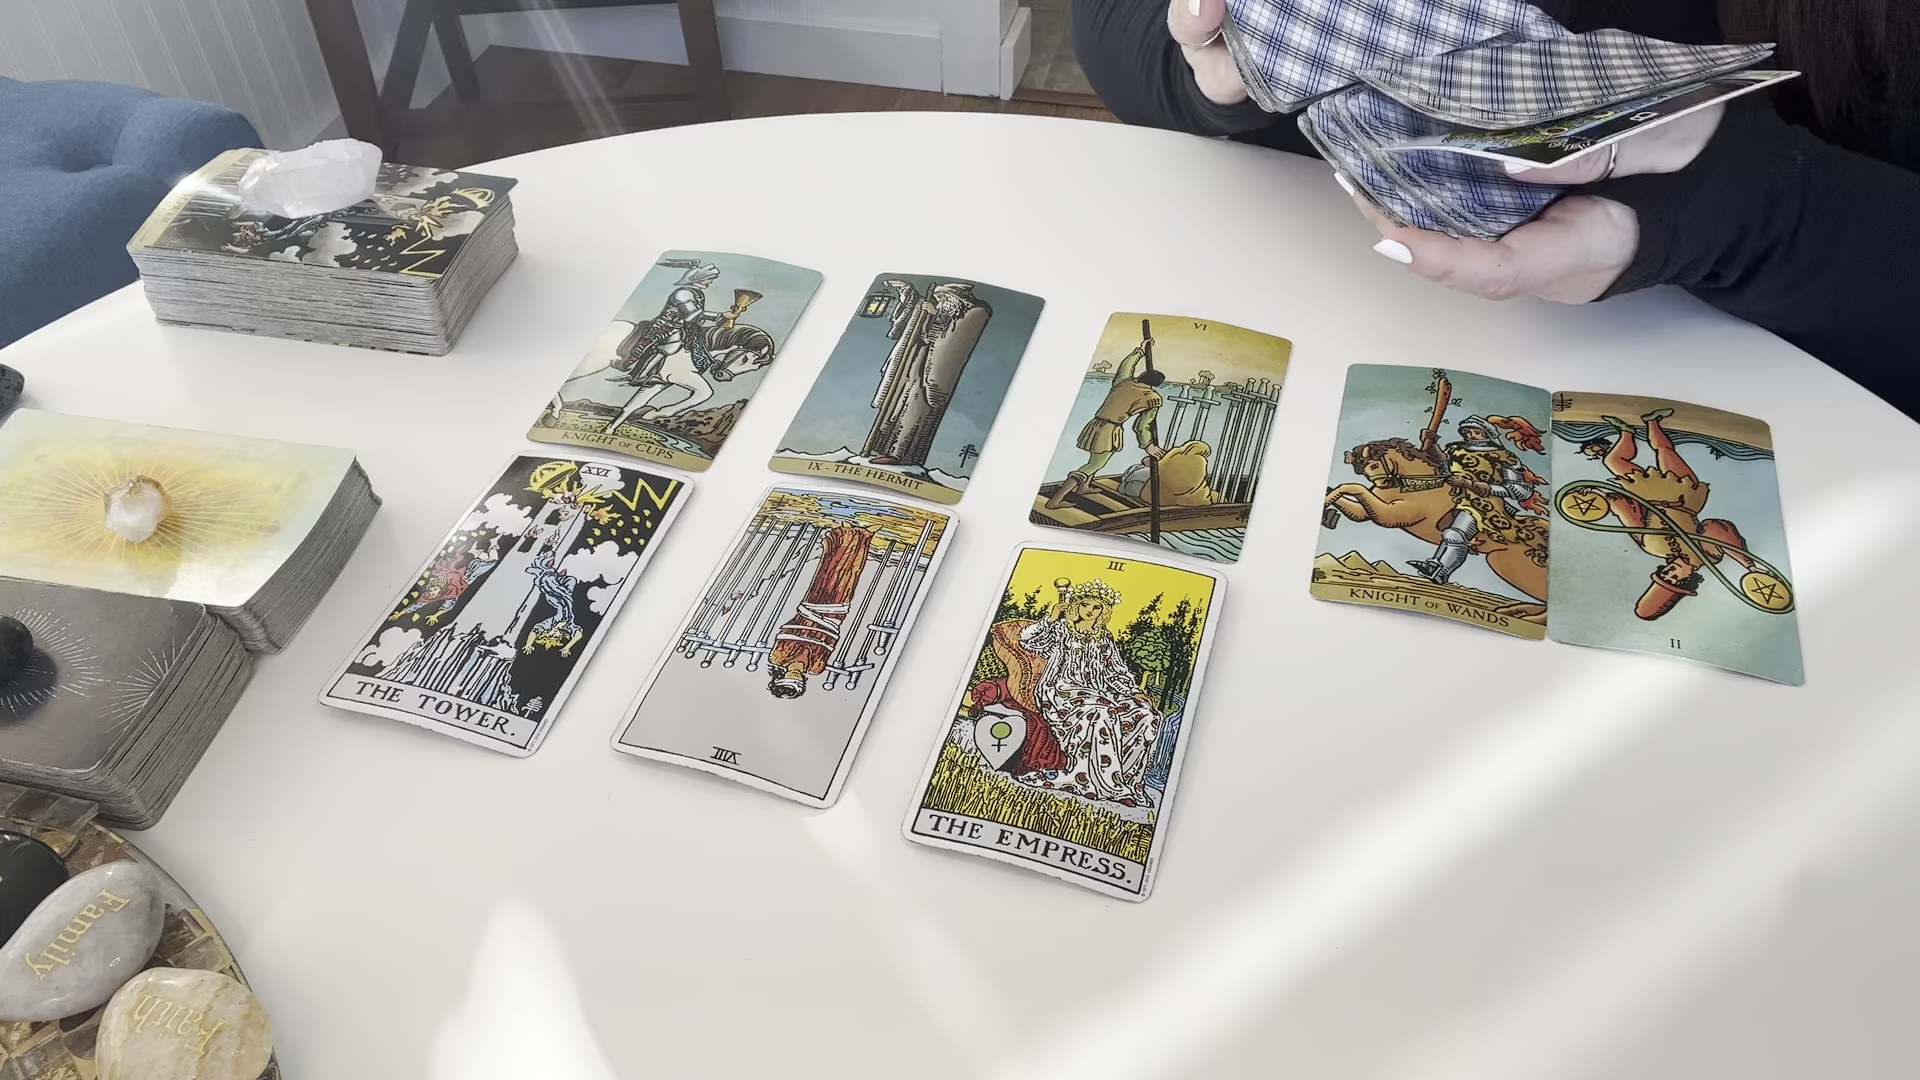 KNIGHT OF CUPS
IX - THE HERMIT
VI
KNIGHT OF WANDS
II
XVI
THE TOWER.
VIII
III
THE EMPRESS.
Family
Faith